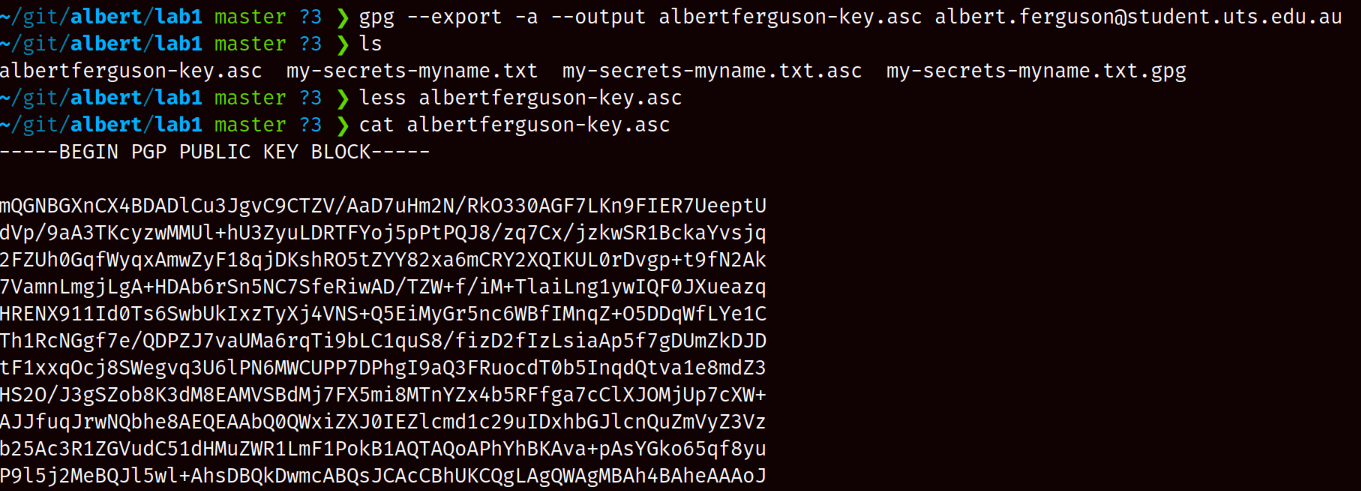 ~/git/albert/lab1 master ?3 ❯ gpg --export -a --output albertferguson-key.asc albert.ferguson@student.uts.edu.au
~/git/albert/lab1 master ?3 ❯ ls
albertferguson-key.asc  my-secrets-myname.txt  my-secrets-myname.txt.asc  my-secrets-myname.txt.gpg
~/git/albert/lab1 master ?3 ❯ less albertferguson-key.asc
~/git/albert/lab1 master ?3 ❯ cat albertferguson-key.asc
-----BEGIN PGP PUBLIC KEY BLOCK-----
mQGNBGXnCX4BDADlCu3JgvC9CTZV/AaD7uHm2N/RkO330AGF7LKn9FIER7UeeptU
dVp/9aA3TKcyzwMMUl+hU3ZyuLDRTFYoj5pPtPQJ8/zq7Cx/jzkwSR1BckaYvsjq
2FZUh0GqfWyqxAmwZyF18qjDKshRO5tZYY82xa6mCRY2XQIKUL0rDvgp+t9fN2Ak
7VamnLmgjLgA+HDAb6rSn5NC7SfeRiwAD/TZW+f/iM+TlaiLng1ywIQF0JXueazq
HRENX911Id0Ts6SwbUkIxzTyXj4VNS+Q5EiMyGr5nc6WBfIMnqZ+O5DDqWfLYe1C
Th1RcNGgf7e/QDPZJ7vaUMa6rqTi9bLC1quS8/fizD2fIzLsiaAp5f7gDUmZkDJD
tF1xxqOcj8SWegvq3U6lPN6MWCUPP7DPhgI9aQ3FRuocdT0b5InqdQtva1e8mdZ3
HS2O/J3gSZob8K3dM8EAMVSBdMj7FX5mi8MTnYZx4b5RFfga7cClXJOMjUp7cXW+
AJJfuqJrwNQbhe8AEQEAAbQ0QWxiZXJ0IEZlcmd1c29uIDxhbGJlcnQuZmVyZ3Vz
b25Ac3R1ZGVudC51dHMuZWR1LmF1PokB1AQTAQoAPhYhBKAva+pAsYGko65qf8yu
P9l5j2MeBQJl5wl+AhsDBQkDwmcABQsJCAcCBhUKCQgLAgQWAgMBAh4BAheAAAoJ